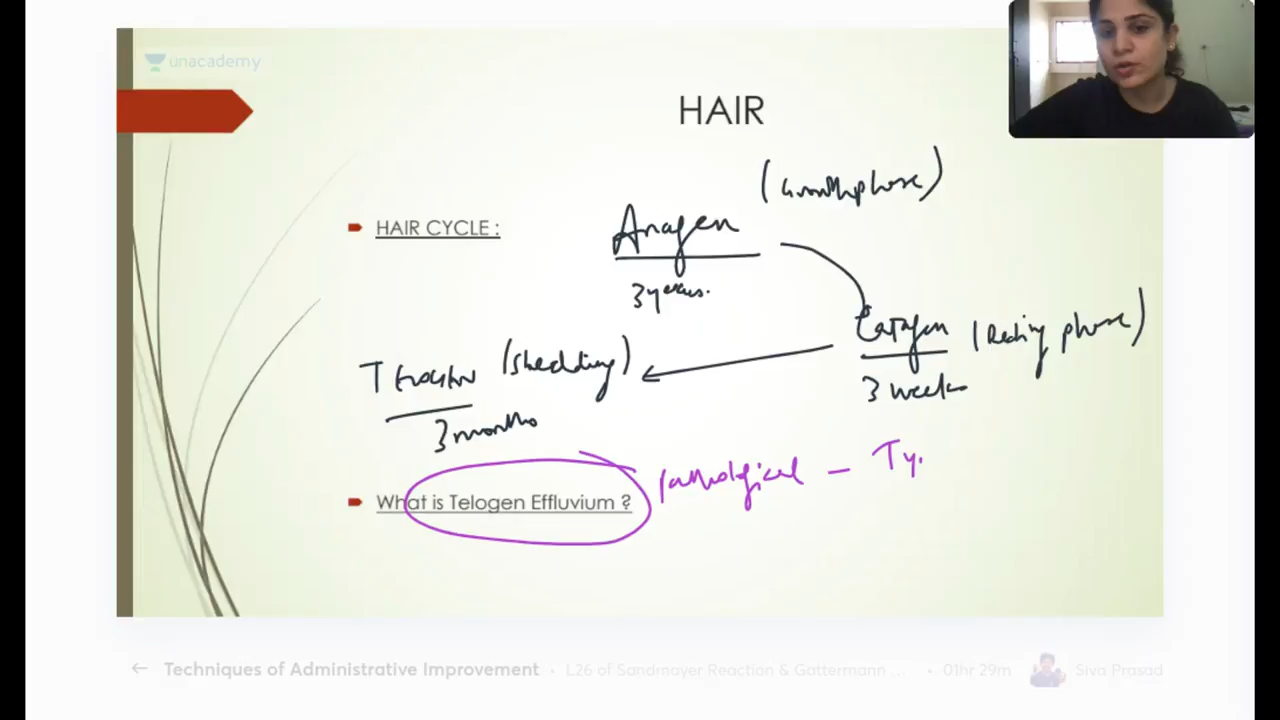 unacademy
HAIR
(Growth phase)
HAIR CYCLE :
Anagen
3 years.
Catagen (Resting phase)
3 weeks
Telogen (Shedding)
3 months
What is Telogen Effluvium ?
Pathological - Ty.
Techniques of Administrative Improvement • L26 of Sandmayer Reaction & Gattermann ... • 01hr 29m Siva Prasad